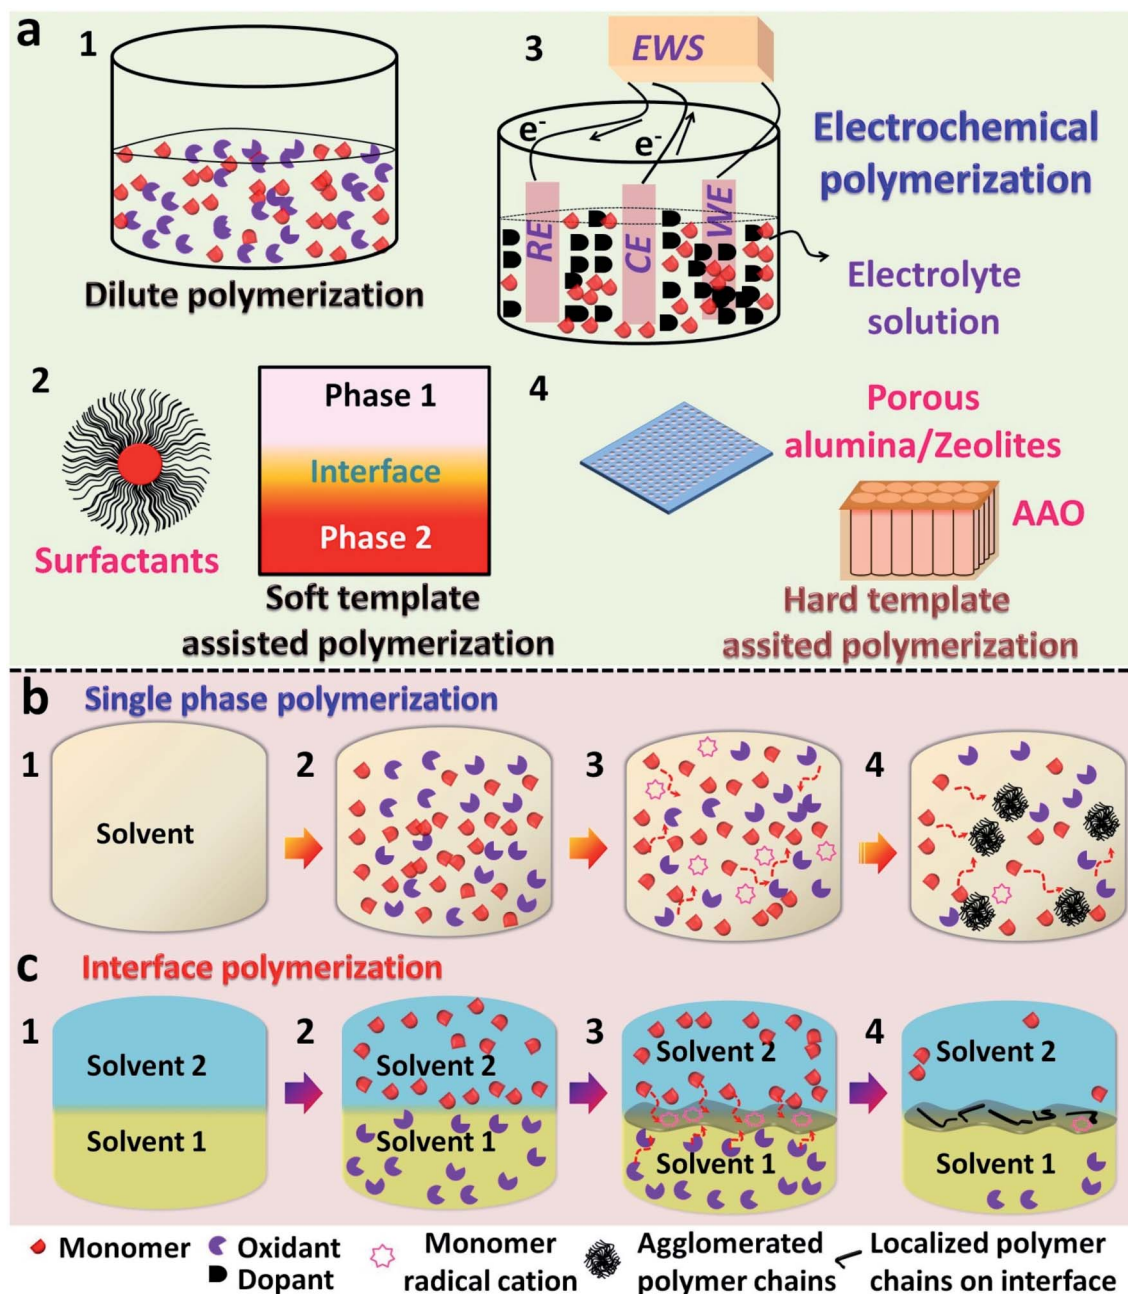 a
1
Dilute polymerization
3
EWS
e-
e-
RE
CE
WE
Electrochemical
polymerization
Electrolyte
solution
2
Surfactants
Phase 1
Interface
Phase 2
Soft template
assisted polymerization
4
Porous
alumina/Zeolites
AAO
Hard template
assited polymerization
b Single phase polymerization
1
Solvent
2
3
4
c Interface polymerization
1
Solvent 2
Solvent 1
2
Solvent 2
Solvent 1
3
Solvent 2
Solvent 1
4
Solvent 2
Solvent 1
Monomer
Oxidant
Dopant
Monomer
radical cation
Agglomerated
polymer chains
Localized polymer
chains on interface